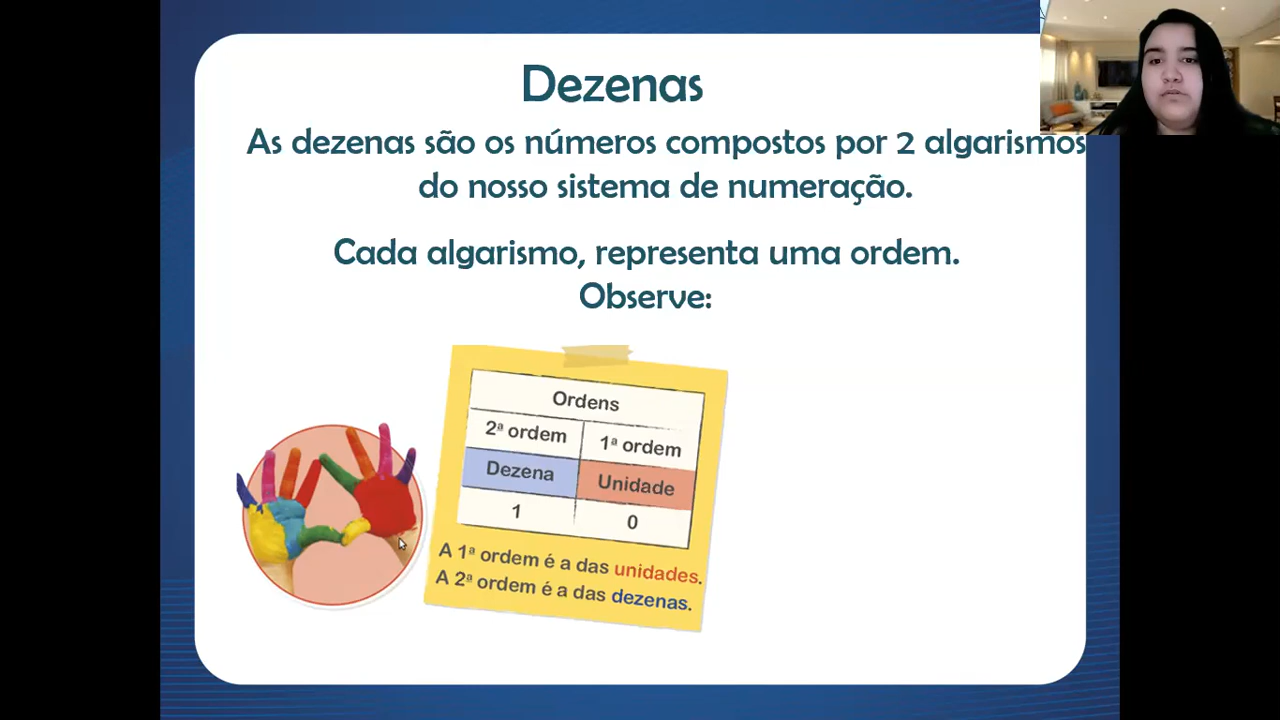 Dezenas
As dezenas são os números compostos por 2 algarismos
do nosso sistema de numeração.
Cada algarismo, representa uma ordem.
Observe:
Ordens
2ª ordem 1ª ordem
Dezena Unidade
1 0
A 1ª ordem é a das unidades.
A 2ª ordem é a das dezenas.